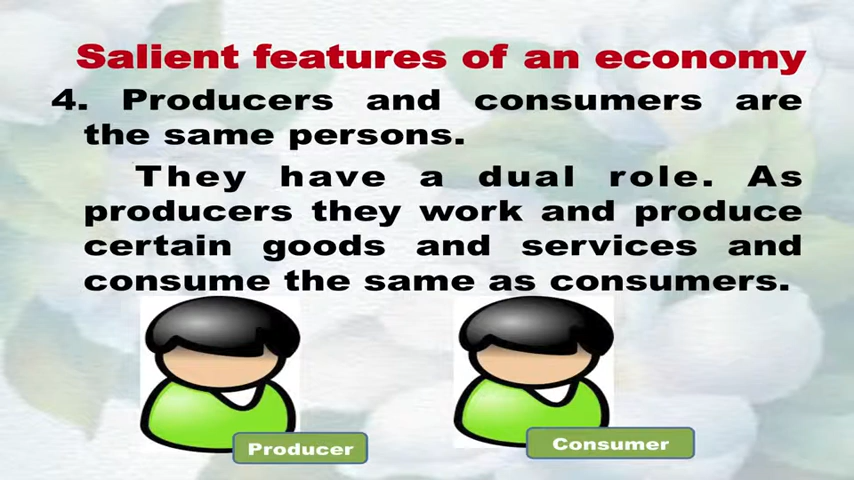 Salient features of an economy
4. Producers and consumers are
the same persons.
They have a dual role. As
producers they work and produce
certain goods and services and
consume the same as consumers.
Producer
Consumer